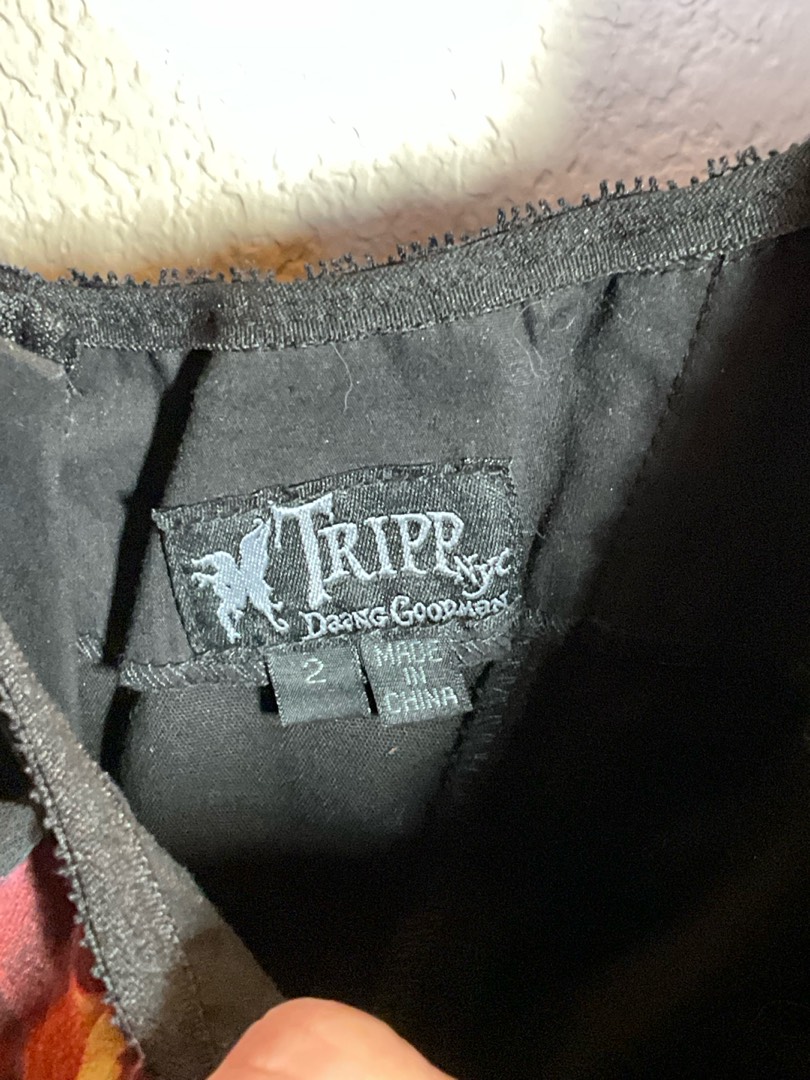 TRIPP NYC
DaaNG GOODMaN
2
MADE
IN
CHINA